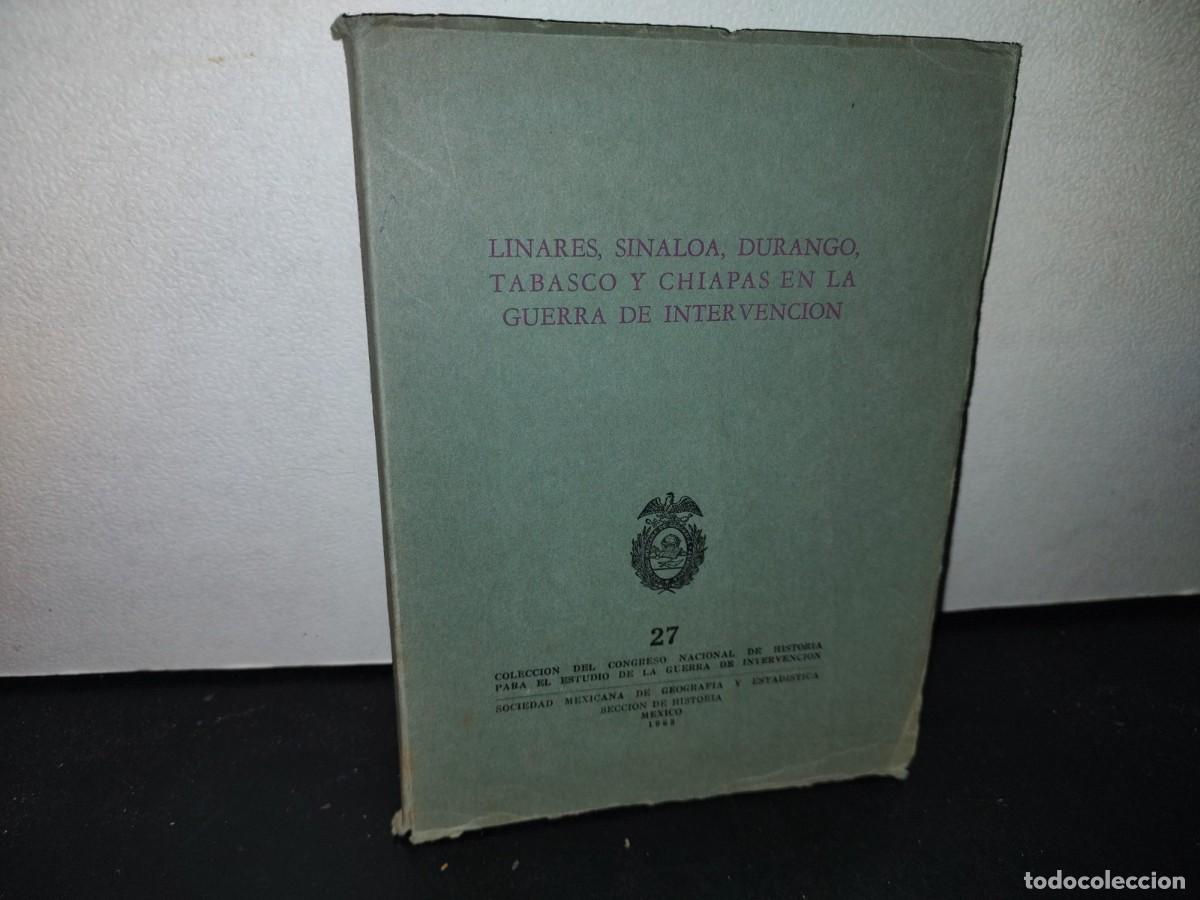 LINARES, SINALOA, DURANGO,
TABASCO Y CHIAPAS EN LA
GUERRA DE INTERVENCION
27
COLECCION DEL CONGRESO NACIONAL DE HISTORIA
PARA EL ESTUDIO DE LA GUERRA DE INTERVENCION
SOCIEDAD MEXICANA DE GEOGRAFIA Y ESTADISTICA
SECCION DE HISTORIA
MEXICO
1963
todocoleccion